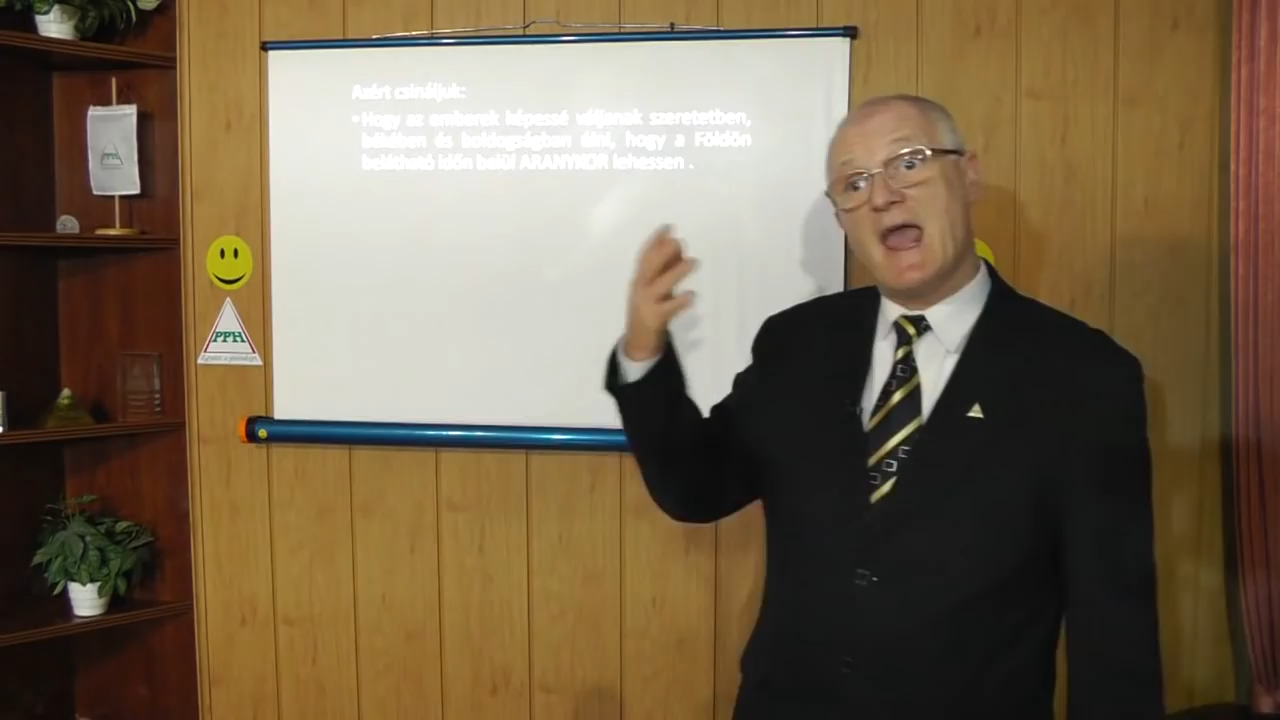 Azért csináljuk:
• Hogy az emberek képessé váljanak szeretetben,
békében és boldogságban élni, hogy a Földön
belátható időn belül ARANYKOR lehessen .
PPH